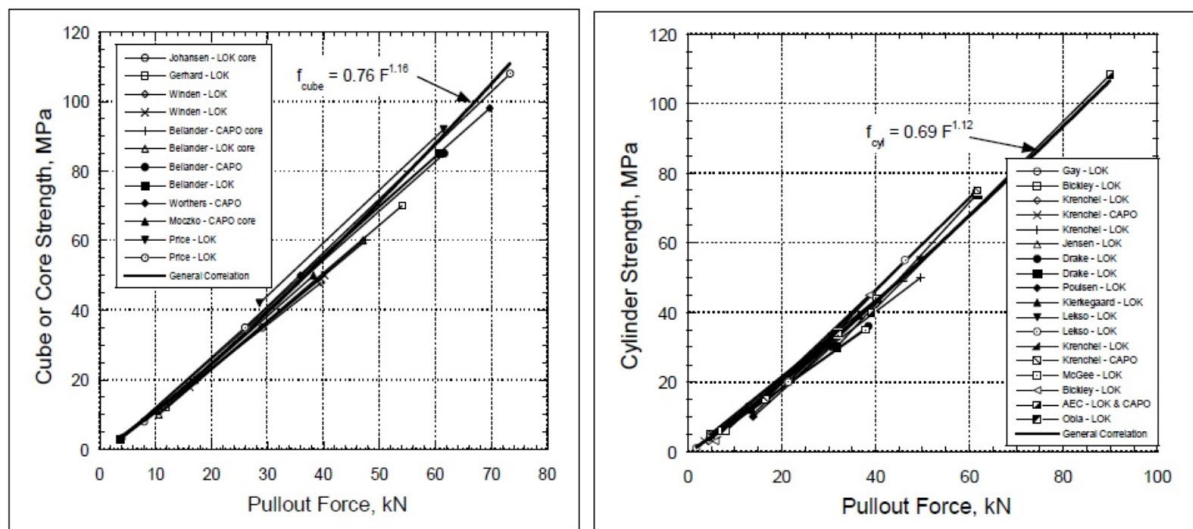 120
100
80
60
40
20
0
Cube or Core Strength, MPa
Johansen - LOK core
Gerhard - LOK
Winden - LOK
Winden - LOK
Bellander - CAPO core
Bellander - LOK core
Bellander - CAPO
Bellander - LOK
Worthers - CAPO
Moczko - CAPO core
Price - LOK
Price - LOK
General Correlation
f_cube = 0.76 F^1.16
0 10 20 30 40 50 60 70 80
Pullout Force, kN
120
100
80
60
40
20
0
Cylinder Strength, MPa
f_cyl = 0.69 F^1.12
Gay - LOK
Bickley - LOK
Krenchel - LOK
Krenchel - CAPO
Krenchel - LOK
Jensen - LOK
Drake - LOK
Drake - LOK
Poulsen - LOK
Kierkegaard - LOK
Lekso - LOK
Lekso - LOK
Krenchel - LOK
Krenchel - CAPO
McGee - LOK
Bickley - LOK
AEC - LOK & CAPO
Obla - LOK
General Correlation
0 20 40 60 80 100
Pullout Force, kN